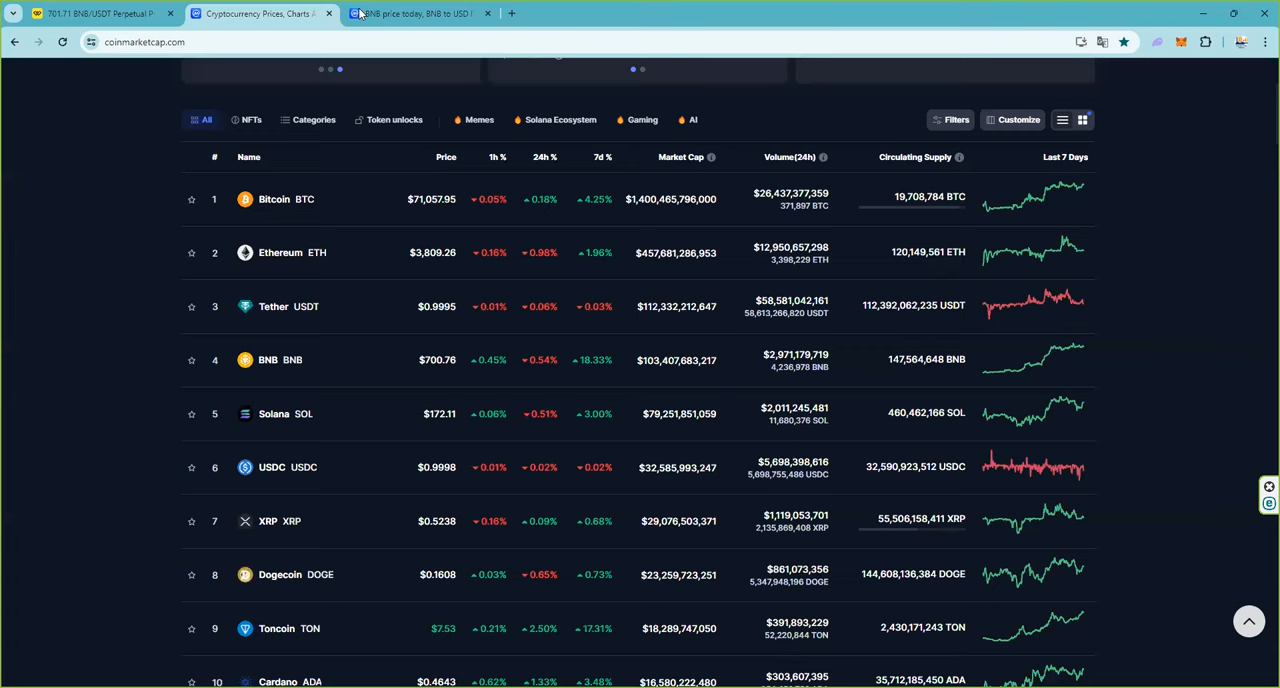 701.71 BNB/USDT Perpetual P
Cryptocurrency Prices, Charts A
BNB price today, BNB to USD l
coinmarketcap.com
All NFTs Categories Token unlocks Memes Solana Ecosystem Gaming AI Filters Customize
# Name Price 1h % 24h % 7d % Market Cap Volume(24h) Circulating Supply Last 7 Days
1 Bitcoin BTC $71,057.95 0.05% 0.18% 4.25% $1,400,465,796,000 $26,437,377,359 19,708,784 BTC
371,897 BTC
2 Ethereum ETH $3,809.26 0.16% 0.98% 1.96% $457,681,286,953 $12,950,657,298 120,149,561 ETH
3,398,229 ETH
3 Tether USDT $0.9995 0.01% 0.06% 0.03% $112,332,212,647 $58,581,042,161 112,392,062,235 USDT
58,613,266,820 USDT
4 BNB BNB $700.76 0.45% 0.54% 18.33% $103,407,683,217 $2,971,179,719 147,564,648 BNB
4,236,978 BNB
5 Solana SOL $172.11 0.06% 0.51% 3.00% $79,251,851,059 $2,011,245,481 460,462,166 SOL
11,680,376 SOL
6 USDC USDC $0.9998 0.01% 0.02% 0.02% $32,585,993,247 $5,698,398,616 32,590,923,512 USDC
5,698,755,486 USDC
7 XRP XRP $0.5238 0.16% 0.09% 0.68% $29,076,503,371 $1,119,053,701 55,506,158,411 XRP
2,135,869,408 XRP
8 Dogecoin DOGE $0.1608 0.03% 0.65% 0.73% $23,259,723,251 $861,073,356 144,608,136,384 DOGE
5,347,948,196 DOGE
9 Toncoin TON $7.53 0.21% 2.50% 17.31% $18,289,747,050 $391,893,229 2,430,171,243 TON
52,220,844 TON
10 Cardano ADA $0.4643 0.62% 1.33% 3.48% $16,580,222,480 $303,607,395 35,712,185,450 ADA